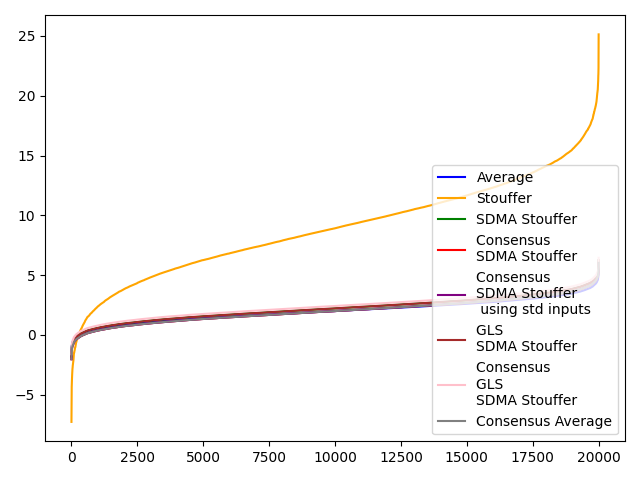 25
20
15
10
5
0
−5
0
2500
5000
7500
10000
12500
15000
17500
20000
Average
Stouffer
SDMA Stouffer
Consensus
SDMA Stouffer
Consensus
SDMA Stouffer
using std inputs
GLS
SDMA Stouffer
Consensus
GLS
SDMA Stouffer
Consensus Average